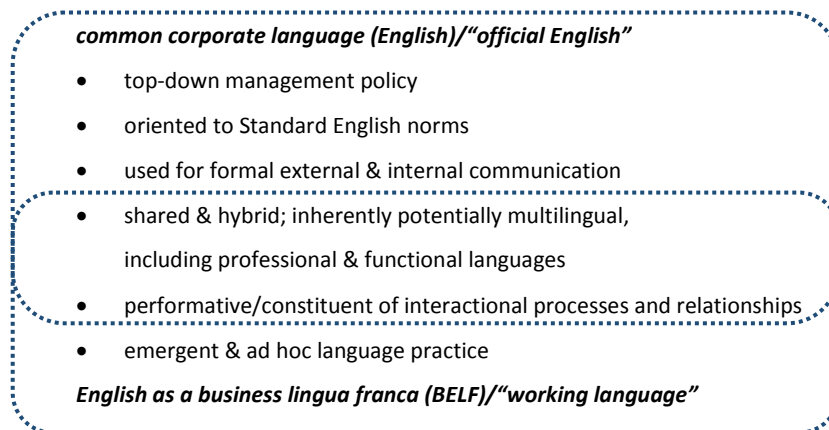 common corporate language (English)/“official English”
• top-down management policy
• oriented to Standard English norms
• used for formal external & internal communication
• shared & hybrid; inherently potentially multilingual,
including professional & functional languages
• performative/constituent of interactional processes and relationships
• emergent & ad hoc language practice
English as a business lingua franca (BELF)/“working language”